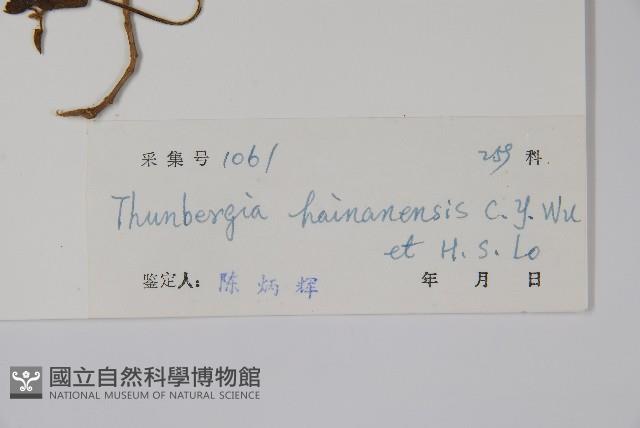 采集号 1061 259 科
Thunbergia hainanensis C. Y. Wu
et H. S. Lo
鉴定人: 陈炳辉 年 月 日
國立自然科學博物館
NATIONAL MUSEUM OF NATURAL SCIENCE